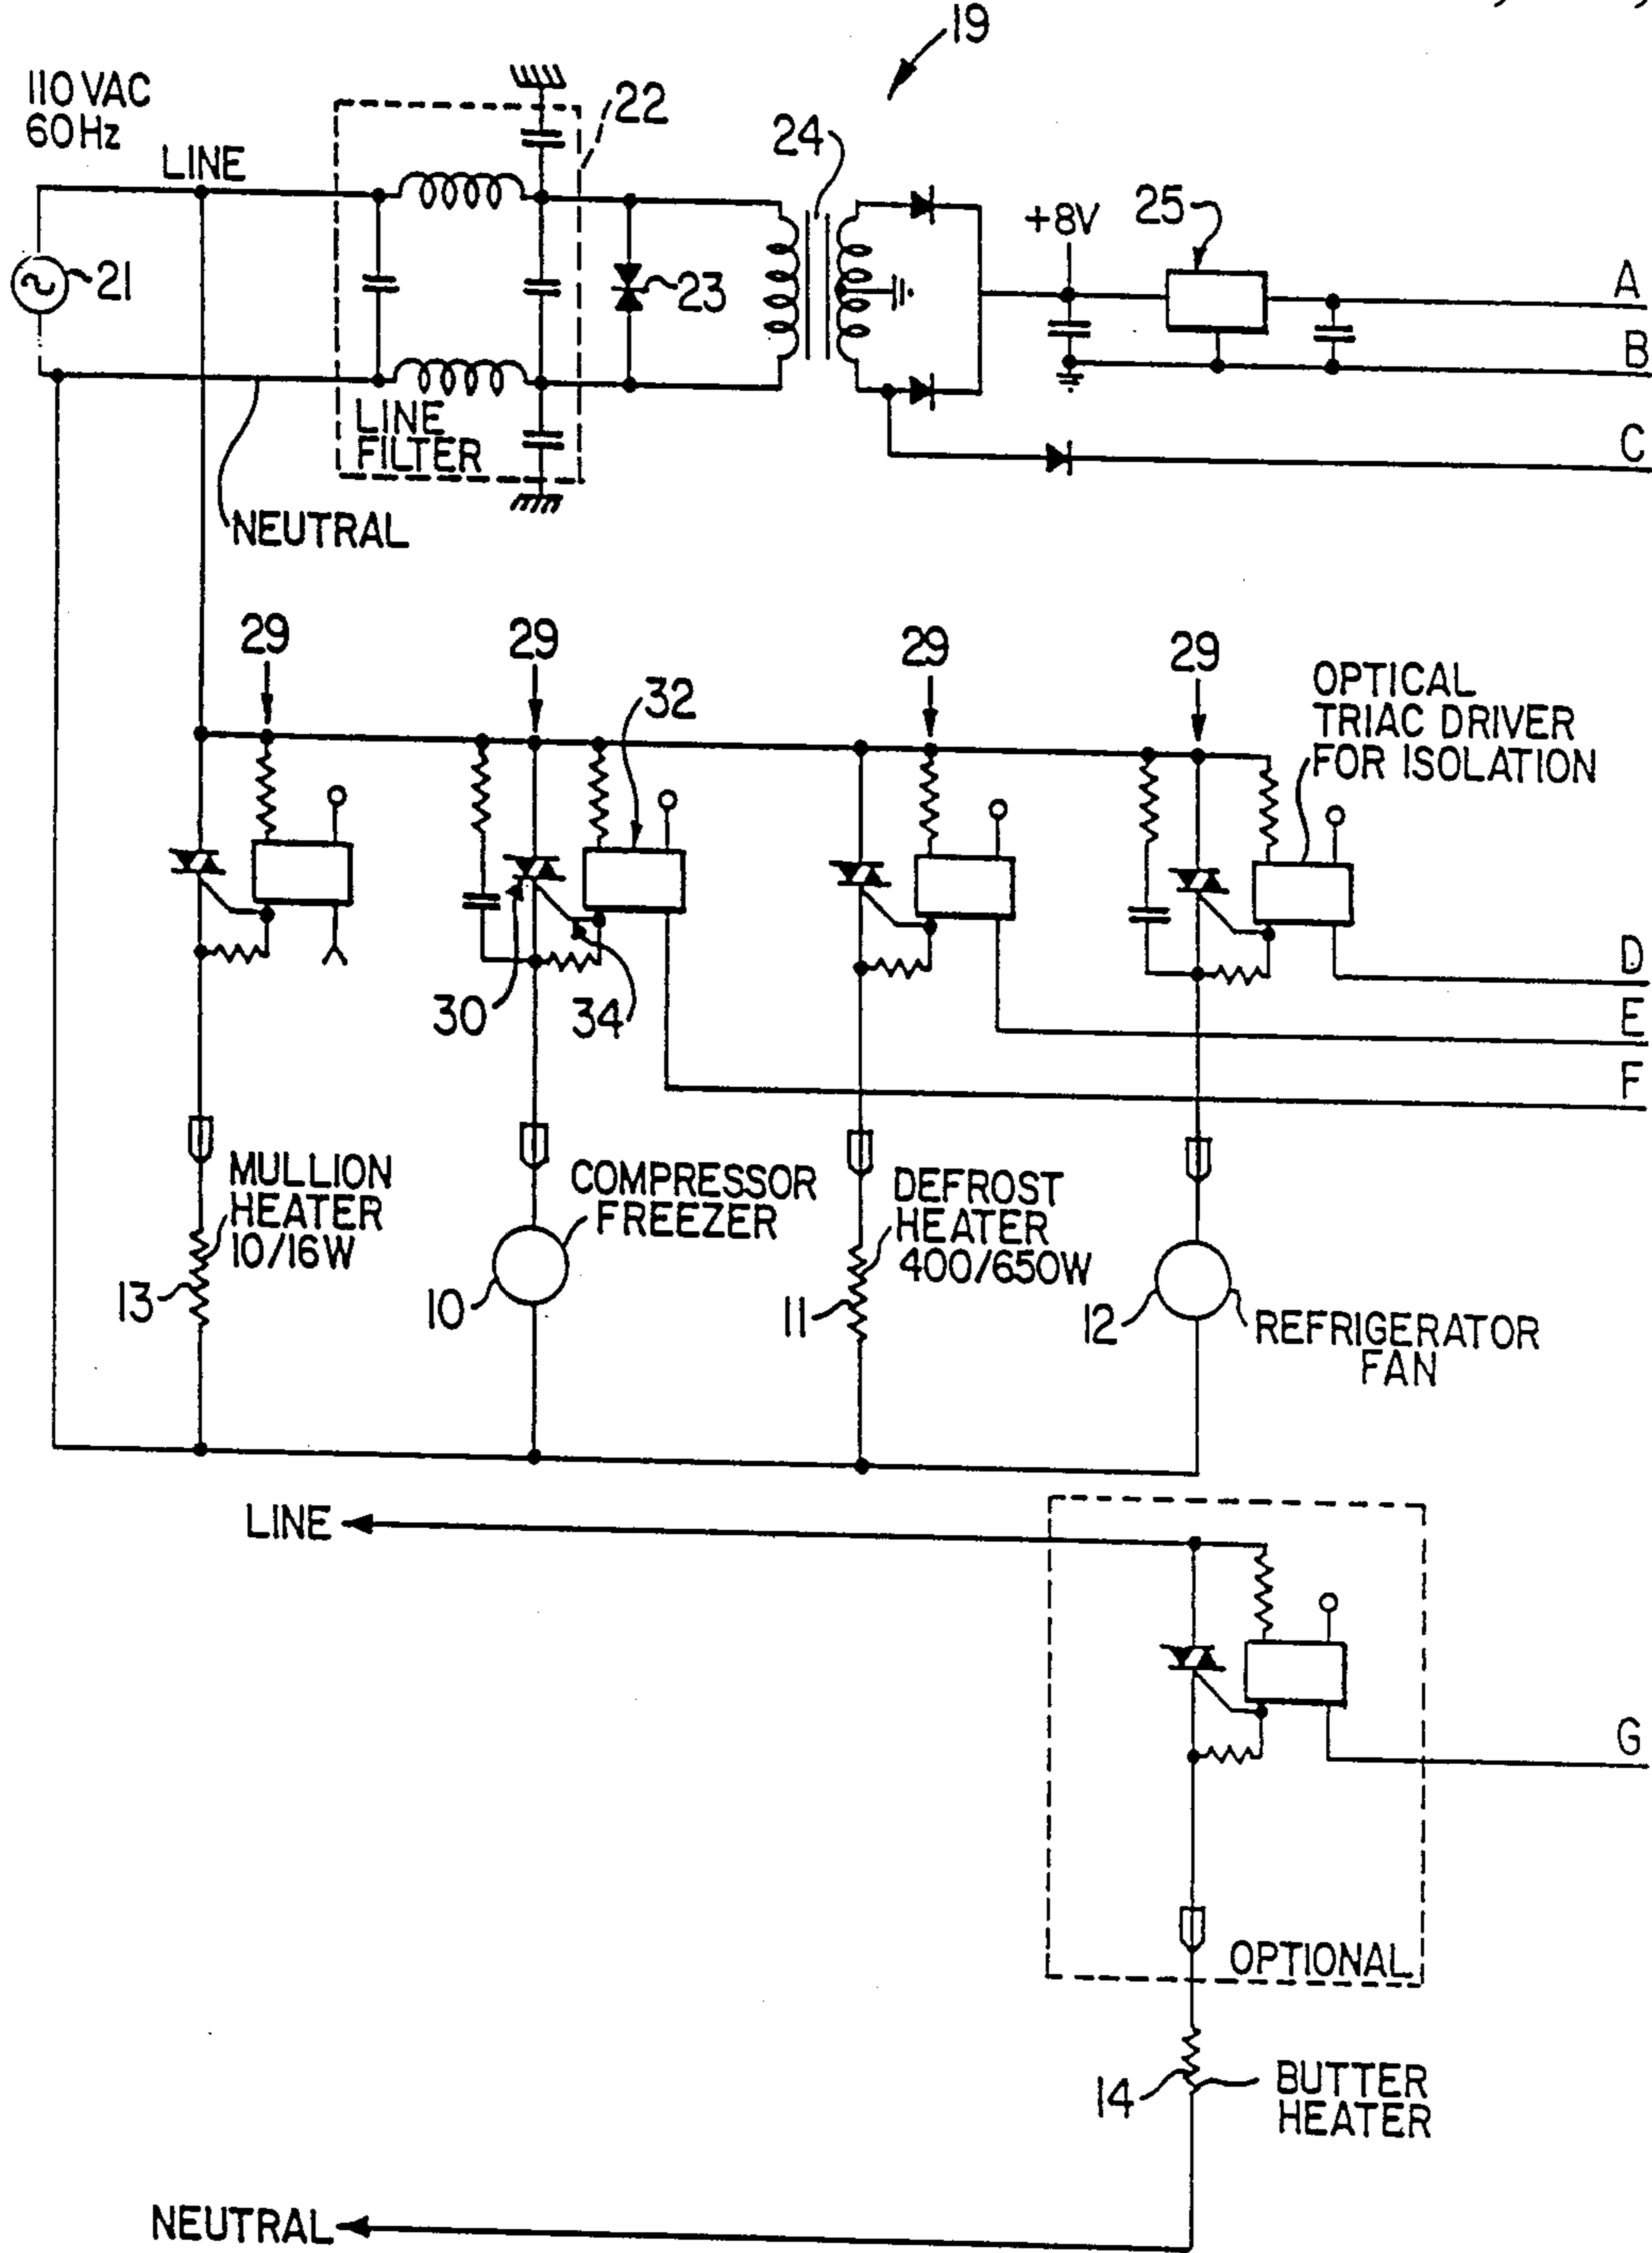 19
110 VAC
60 Hz
LINE
22
24
21
23
+8V
25
A
B
C
LINE
FILTER
NEUTRAL
29
29
29
29
32
OPTICAL
TRIAC DRIVER
FOR ISOLATION
30
34
D
E
F
MULLION
HEATER
10/16W
13
COMPRESSOR
FREEZER
10
DEFROST
HEATER
400/650W
11
12
REFRIGERATOR
FAN
LINE
G
OPTIONAL
14
BUTTER
HEATER
NEUTRAL